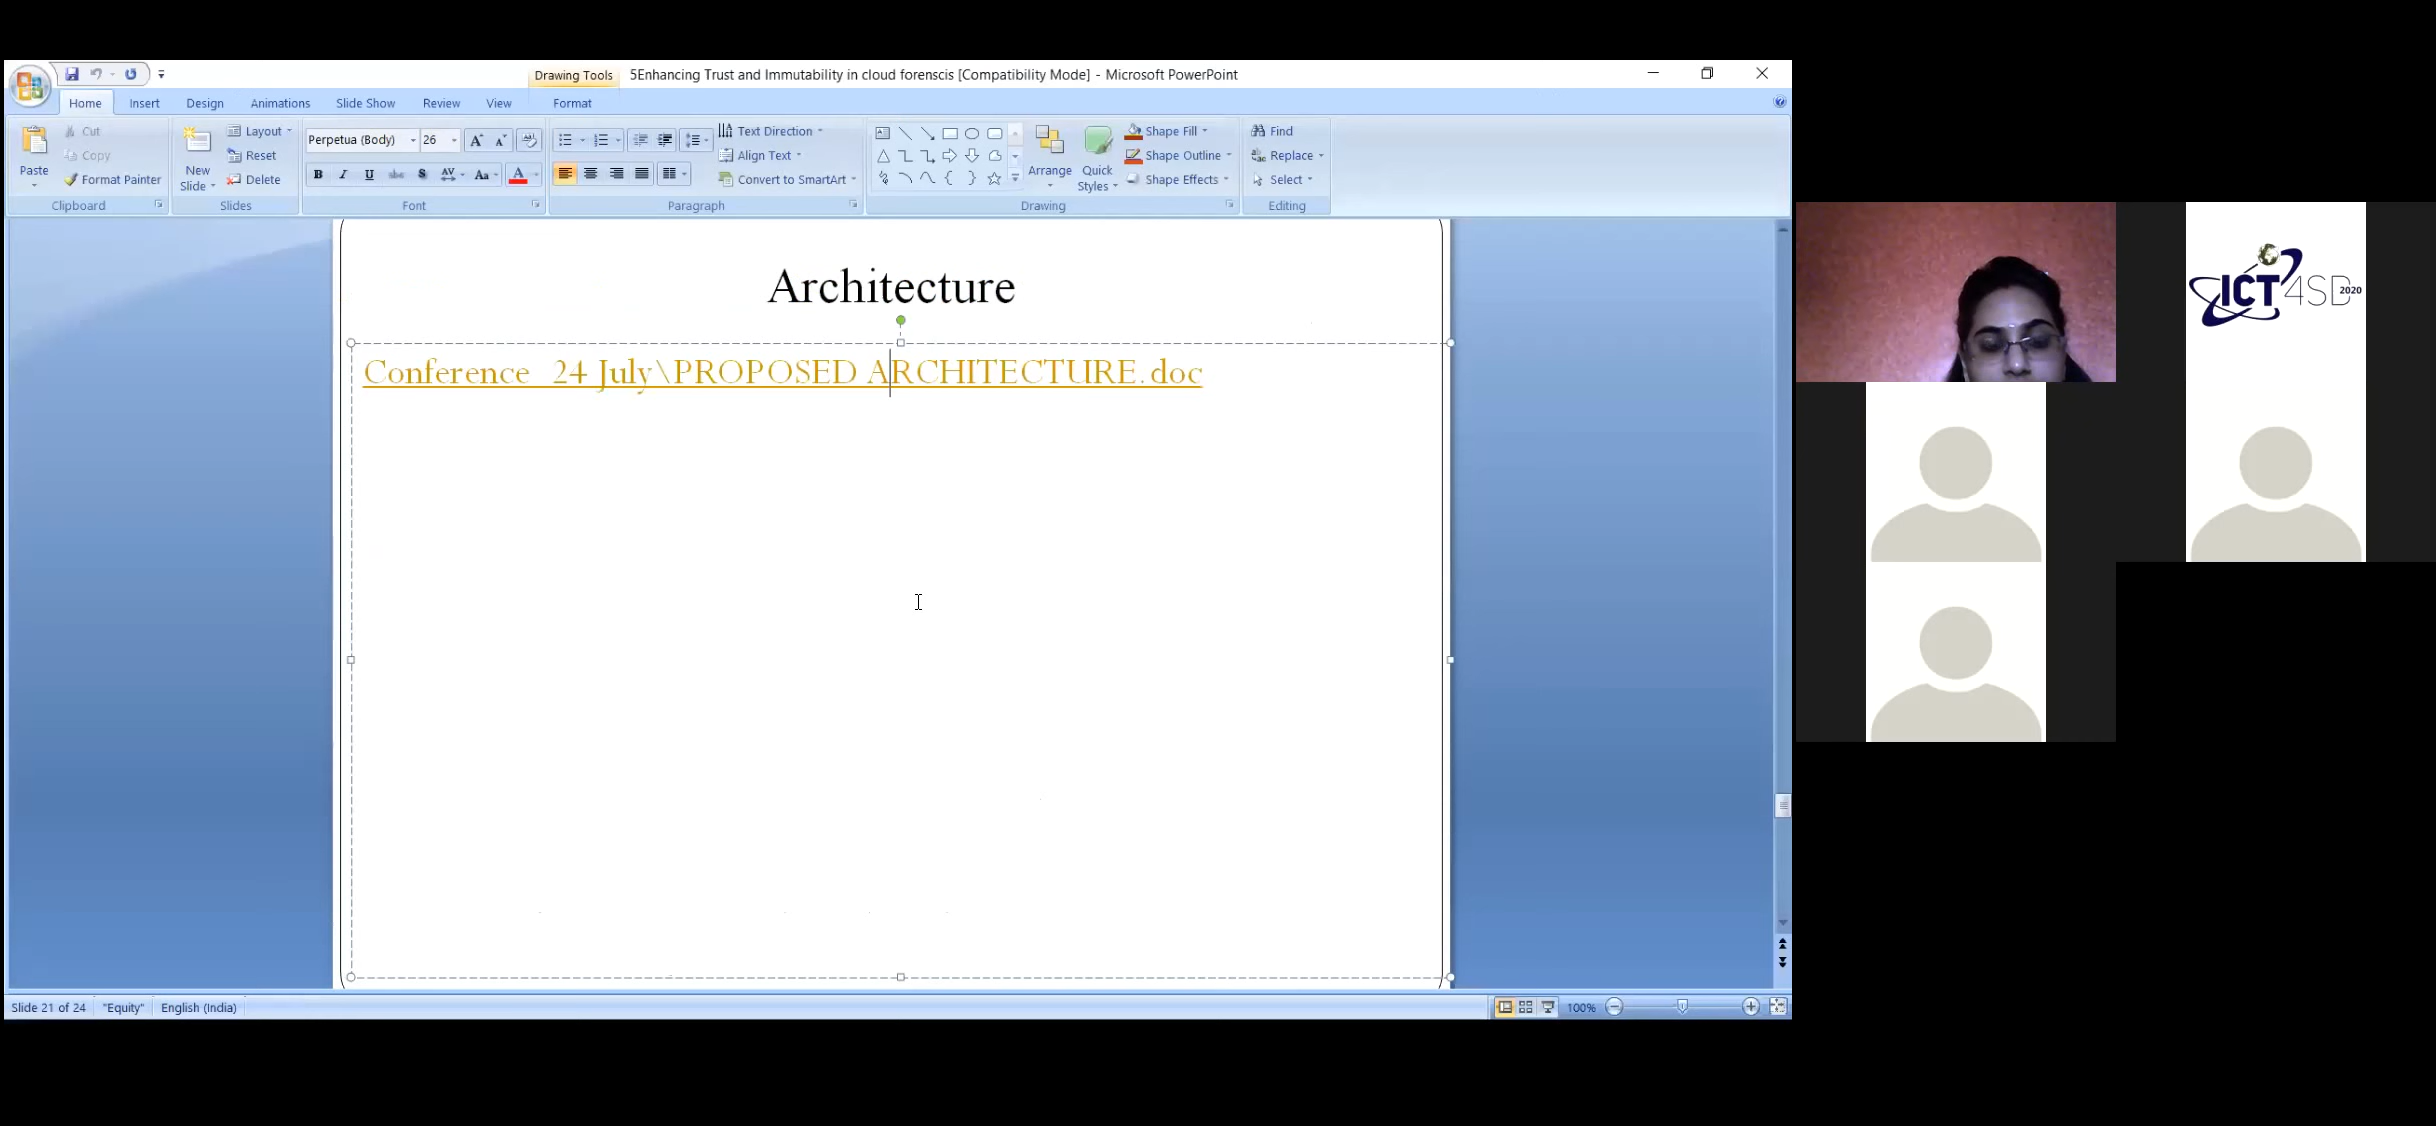 Drawing Tools
5Enhancing Trust and Immutability in cloud forenscis [Compatibility Mode] - Microsoft PowerPoint
Home Insert Design Animations Slide Show Review View Format
Paste
Cut
Copy
Format Painter
Clipboard
New
Slide
Layout
Reset
Delete
Slides
Perpetua (Body) 26
B I U abc S AV Aa A
Font
Text Direction
Align Text
Convert to SmartArt
Paragraph
Arrange
Quick
Styles
Shape Fill
Shape Outline
Shape Effects
Drawing
Find
Replace
Select
Editing
Architecture
Conference 24 July\PROPOSED ARCHITECTURE.doc
ICT4SD 2020
Slide 21 of 24 "Equity" English (India) 100%